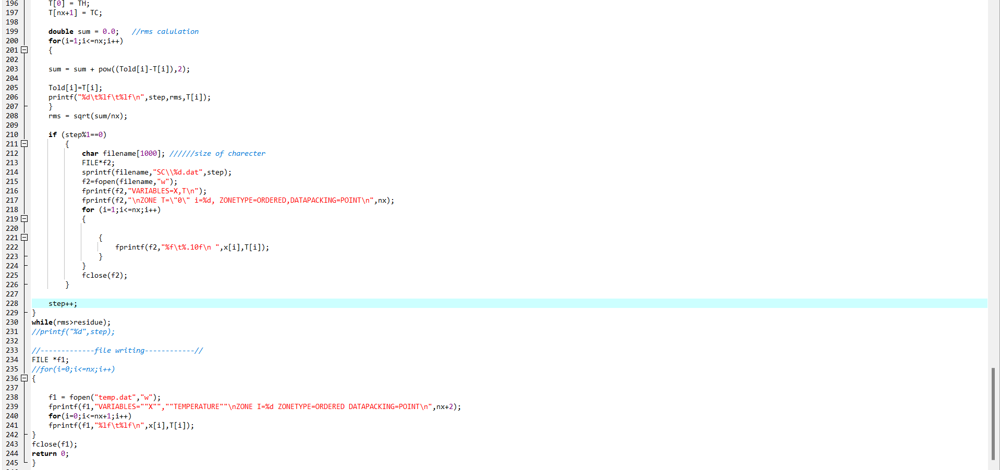 196 T[0] = TH;
197 T[nx+1] = TC;
198
199 double sum = 0.0; //rms calulation
200 for(i=1;i<=nx;i++)
201 {
202
203 sum = sum + pow((Told[i]-T[i]),2);
204
205 Told[i]=T[i];
206 printf("%d\t%lf\t%lf\n",step,rms,T[i]);
207 }
208 rms = sqrt(sum/nx);
209
210 if (step%1==0)
211 {
212 char filename[1000]; //////size of charecter
213 FILE*f2;
214 sprintf(filename,"SC\\%d.dat",step);
215 f2=fopen(filename,"w");
216 fprintf(f2,"VARIABLES=X,T\n");
217 fprintf(f2,"\nZONE T=\"0\" i=%d, ZONETYPE=ORDERED,DATAPACKING=POINT\n",nx);
218 for (i=1;i<=nx;i++)
219 {
220
221 {
222 fprintf(f2,"%f\t%.10f\n ",x[i],T[i]);
223 }
224 }
225 fclose(f2);
226 }
227
228 step++;
229 }
230 while(rms>residue);
231 //printf("%d",step);
232
233 //-------------file writing------------//
234 FILE *f1;
235 //for(i=0;i<=nx;i++)
236 {
237
238 f1 = fopen("temp.dat","w");
239 fprintf(f1,"VARIABLES=""X"",""TEMPERATURE""\nZONE I=%d ZONETYPE=ORDERED DATAPACKING=POINT\n",nx+2);
240 for(i=0;i<=nx+1;i++)
241 fprintf(f1,"%lf\t%lf\n",x[i],T[i]);
242 }
243 fclose(f1);
244 return 0;
245 }